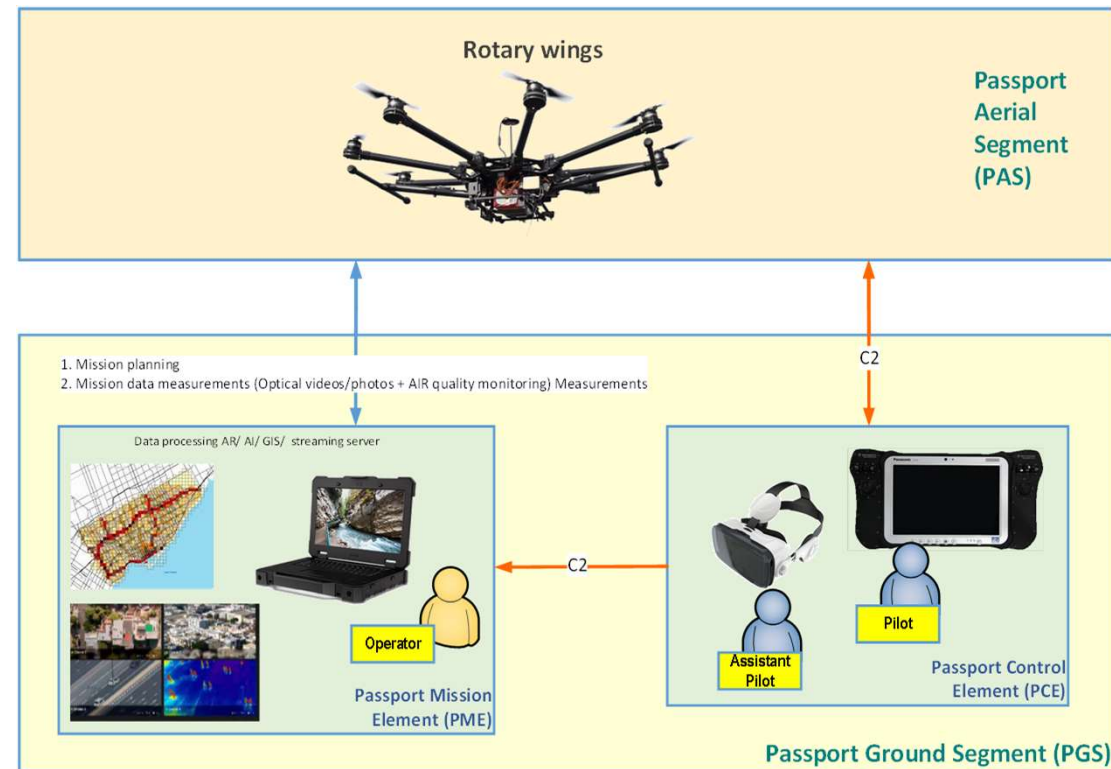 Rotary wings
Passport
Aerial
Segment
(PAS)
1. Mission planning
2. Mission data measurements (Optical videos/photos + AIR quality monitoring) Measurements
C2
Data processing AR/ AI/ GIS/ streaming server
Operator
Passport Mission
Element (PME)
C2
Panasonic
Pilot
Assistant
Pilot
Passport Control
Element (PCE)
Passport Ground Segment (PGS)